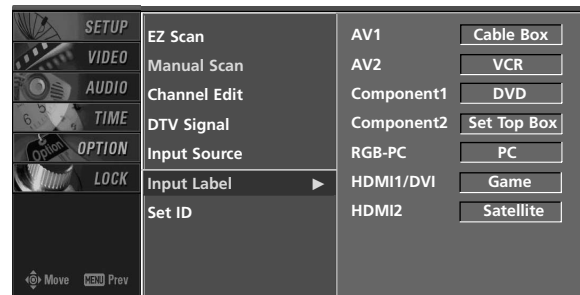 SETUP
VIDEO
AUDIO
TIME
OPTION
LOCK
Move MENU Prev
EZ Scan
Manual Scan
Channel Edit
DTV Signal
Input Source
Input Label ▶
Set ID
AV1 Cable Box
AV2 VCR
Component1 DVD
Component2 Set Top Box
RGB-PC PC
HDMI1/DVI Game
HDMI2 Satellite